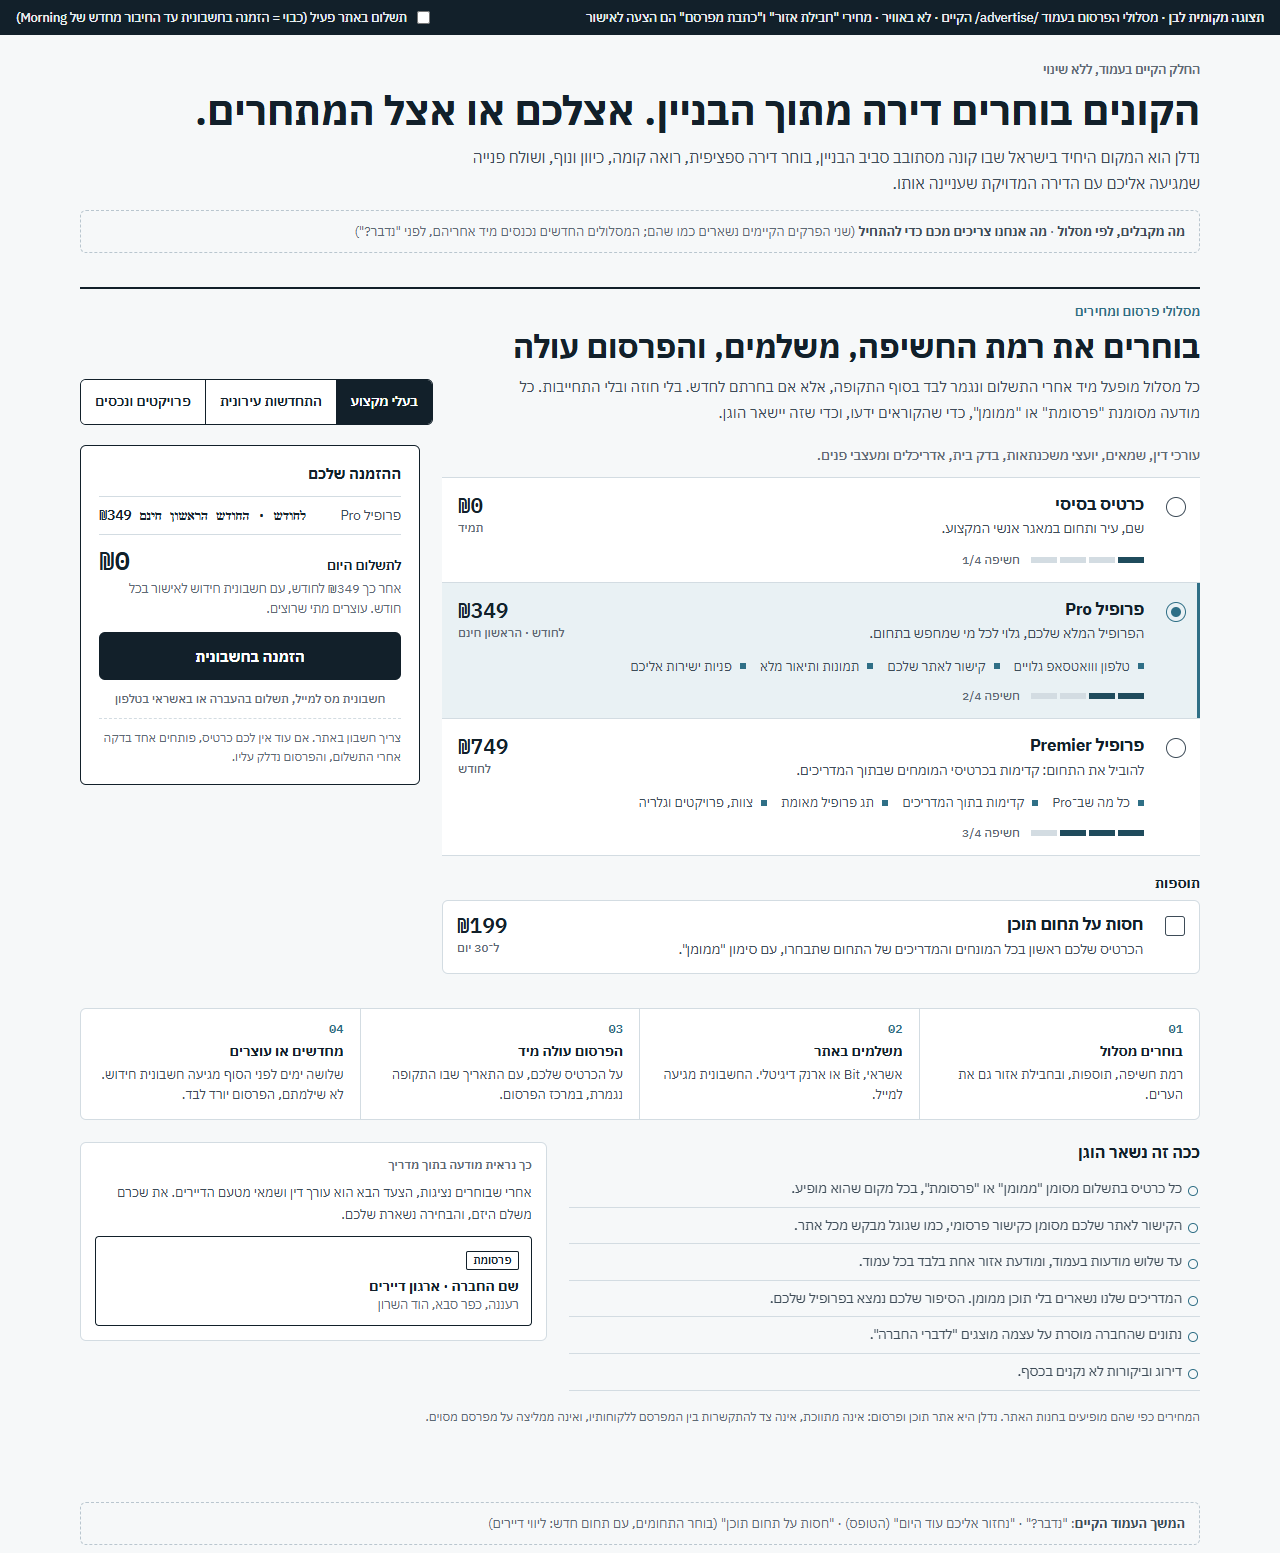 תצוגה מקומית לבן · מסלולי הפרסום בעמוד /advertise/ הקיים · לא באוויר · מחירי "חבילת אזור" ו"כתבת מפרסם" הם הצעה לאישור
תשלום באתר פעיל (כבוי = הזמנה בחשבונית עד החיבור מחדש של Morning)
החלק הקיים בעמוד, ללא שינוי
הקונים בוחרים דירה מתוך הבניין. אצלכם או אצל המתחרים.
נדלן הוא המקום היחיד בישראל שבו קונה מסתובב סביב הבניין, בוחר דירה ספציפית, רואה קומה, כיוון ונוף, ושולח פנייה
שמגיעה אליכם עם הדירה המדויקת שעניינה אותו.
מה מקבלים, לפי מסלול · מה אנחנו צריכים מכם כדי להתחיל (שני הפרקים הקיימים נשארים כמו שהם; המסלולים החדשים נכנסים מיד אחריהם, לפני "נדבר?")
מסלולי פרסום ומחירים
בוחרים את רמת החשיפה, משלמים, והפרסום עולה
כל מסלול מופעל מיד אחרי התשלום ונגמר לבד בסוף התקופה, אלא אם בחרתם לחדש. בלי חוזה ובלי התחייבות. כל
מודעה מסומנת "פרסומת" או "ממומן", כדי שהקוראים ידעו, וכדי שזה יישאר הוגן.
בעלי מקצוע
התחדשות עירונית
פרויקטים ונכסים
עורכי דין, שמאים, יועצי משכנתאות, בדק בית, אדריכלים ומעצבי פנים.
כרטיס בסיסי
₪0
שם, עיר ותחום במאגר אנשי המקצוע.
תמיד
חשיפה 1/4
פרופיל Pro
₪349
הפרופיל המלא שלכם, גלוי לכל מי שמחפש בתחום.
לחודש · הראשון חינם
טלפון וווטסאפ גלויים
קישור לאתר שלכם
תמונות ותיאור מלא
פניות ישירות אליכם
חשיפה 2/4
פרופיל Premier
₪749
להוביל את התחום: קדימות בכרטיסי המומחים שבתוך המדריכים.
לחודש
כל מה שב־Pro
קדימות בתוך המדריכים
תג פרופיל מאומת
צוות, פרויקטים וגלריה
חשיפה 3/4
תוספות
חסות על תחום תוכן
₪199
הכרטיס שלכם ראשון בכל המונחים והמדריכים של התחום שתבחרו, עם סימון "ממומן".
ל־30 יום
ההזמנה שלכם
פרופיל Pro
₪349 לחודש · החודש הראשון חינם
לתשלום היום
₪0
אחר כך ₪349 לחודש, עם חשבונית חידוש לאישור בכל
חודש. עוצרים מתי שרוצים.
הזמנה בחשבונית
חשבונית מס למייל, תשלום בהעברה או באשראי בטלפון
צריך חשבון באתר. אם עוד אין לכם כרטיס, פותחים אחד בדקה
אחרי התשלום, והפרסום נדלק עליו.
01
בוחרים מסלול
רמת חשיפה, תוספות, ובחבילת אזור גם את
הערים.
02
משלמים באתר
אשראי, Bit או ארנק דיגיטלי. החשבונית מגיעה
למייל.
03
הפרסום עולה מיד
על הכרטיס שלכם, עם התאריך שבו התקופה
נגמרת, במרכז הפרסום.
04
מחדשים או עוצרים
שלושה ימים לפני הסוף מגיעה חשבונית חידוש.
לא שילמתם, הפרסום יורד לבד.
ככה זה נשאר הוגן
כל כרטיס בתשלום מסומן "ממומן" או "פרסומת", בכל מקום שהוא מופיע.
הקישור לאתר שלכם מסומן כקישור פרסומי, כמו שגוגל מבקש מכל אתר.
עד שלוש מודעות בעמוד, ומודעת אזור אחת בלבד בכל עמוד.
המדריכים שלנו נשארים בלי תוכן ממומן. הסיפור שלכם נמצא בפרופיל שלכם.
נתונים שהחברה מוסרת על עצמה מוצגים "לדברי החברה".
דירוג וביקורות לא נקנים בכסף.
כך נראית מודעה בתוך מדריך
אחרי שבוחרים נציגות, הצעד הבא הוא עורך דין ושמאי מטעם הדיירים. את שכרם
משלם היזם, והבחירה נשארת שלכם.
פרסומת
שם החברה · ארגון דיירים
רעננה, כפר סבא, הוד השרון
המחירים כפי שהם מופיעים בחנות האתר. נדלן היא אתר תוכן ופרסום: אינה מתווכת, אינה צד להתקשרות בין המפרסם ללקוחותיו, ואינה ממליצה על מפרסם מסוים.
המשך העמוד הקיים: "נדבר?" · "נחזור אליכם עוד היום" (הטופס) · "חסות על תחום תוכן" (בוחר התחומים, עם תחום חדש: ליווי דיירים)